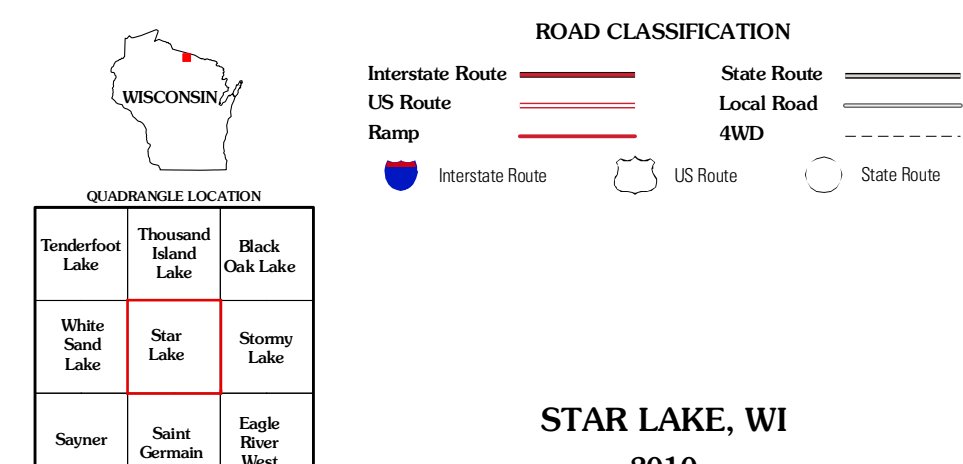 ROAD CLASSIFICATION
Interstate Route
State Route
US Route
Local Road
Ramp
4WD
Interstate Route
US Route
State Route
WISCONSIN
QUADRANGLE LOCATION
Tenderfoot
Lake
Thousand
Island
Lake
Black
Oak Lake
White
Sand
Lake
Star
Lake
Stormy
Lake
Sayner
Saint
Germain
Eagle
River
West
STAR LAKE, WI
2010